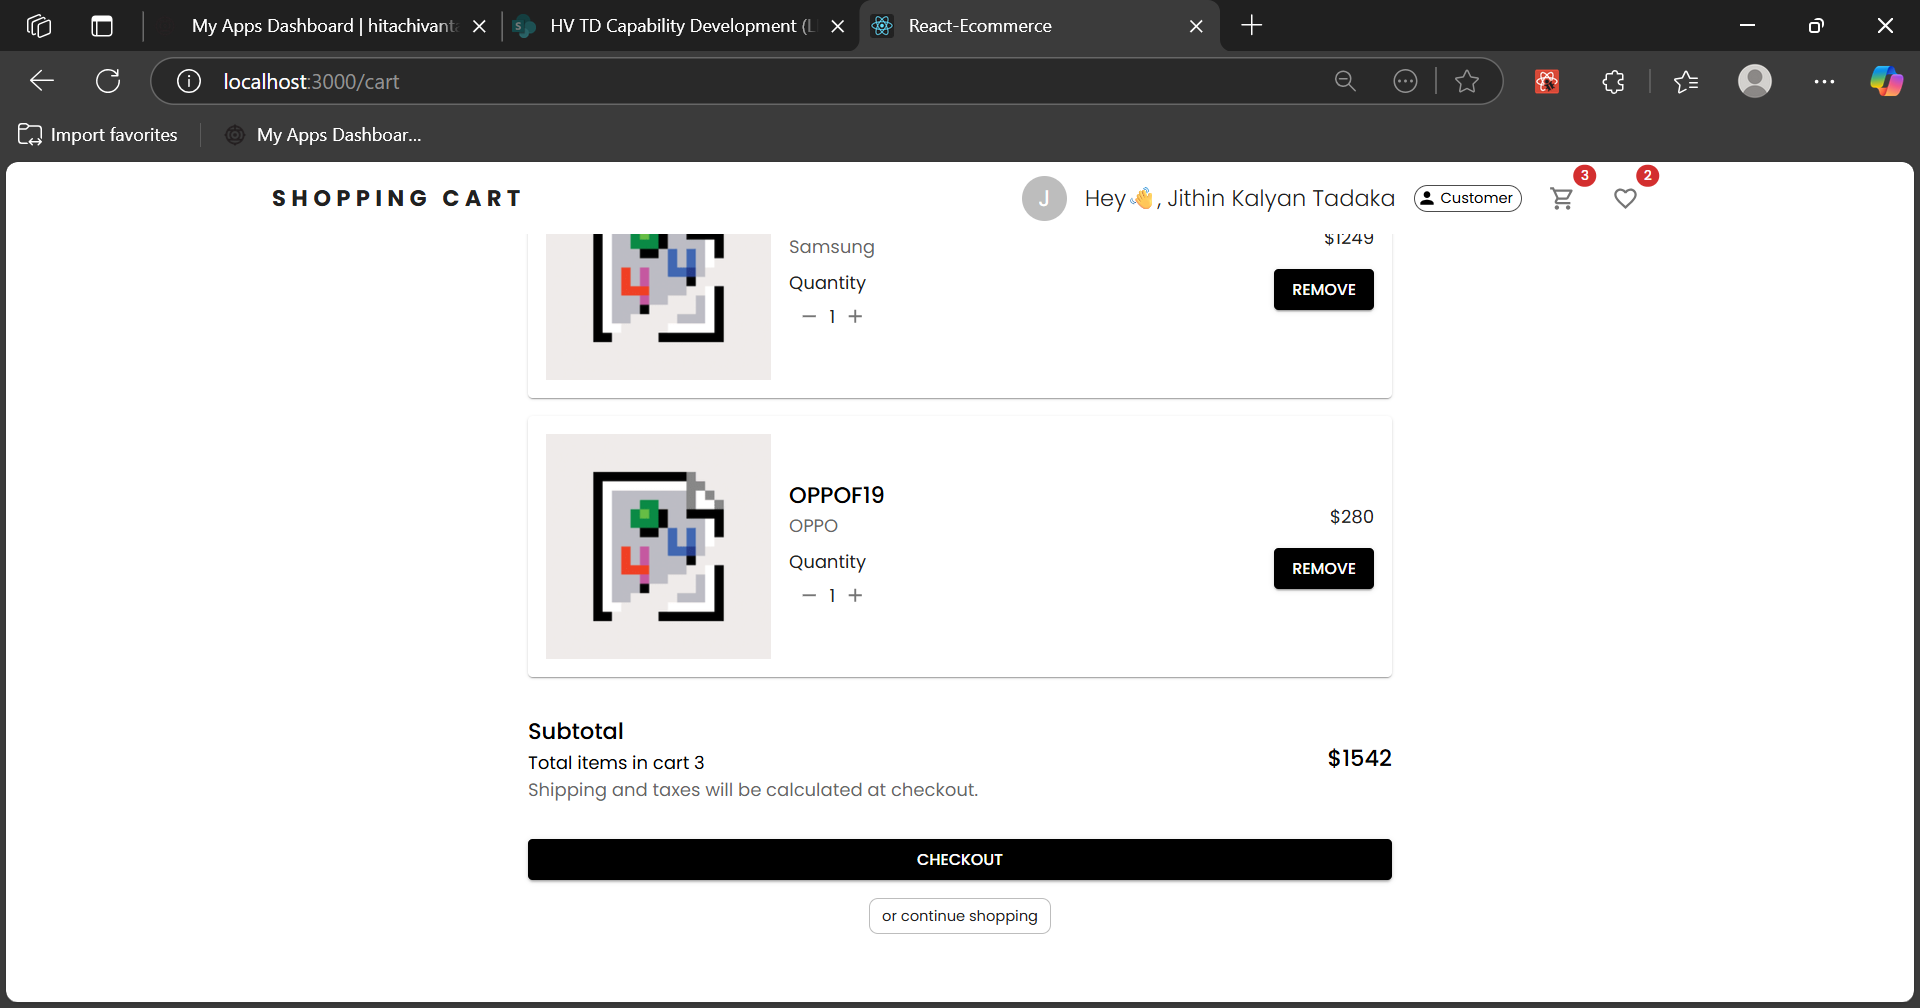 My Apps Dashboard | hitachivanta
HV TD Capability Development (L
React-Ecommerce
localhost:3000/cart
Import favorites
My Apps Dashboar...
SHOPPING CART
J
Hey👋, Jithin Kalyan Tadaka
Customer
3
2
Samsung
$1249
Quantity
1
REMOVE
OPPOF19
OPPO
$280
Quantity
1
REMOVE
Subtotal
Total items in cart 3
$1542
Shipping and taxes will be calculated at checkout.
CHECKOUT
or continue shopping